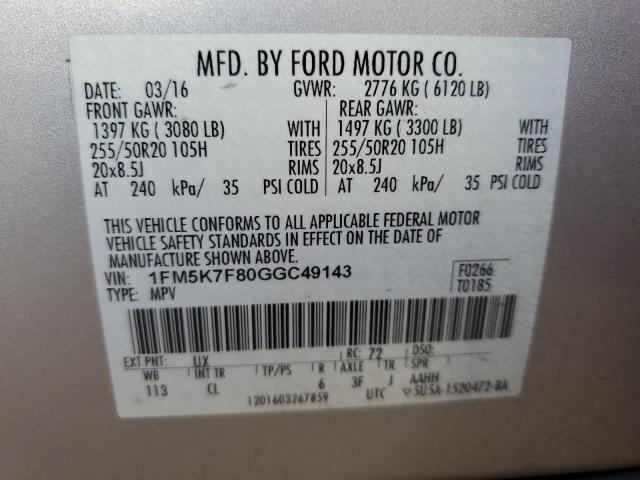 MFD. BY FORD MOTOR CO.
DATE: 03/16 GVWR: 2776 KG ( 6120 LB)
FRONT GAWR: REAR GAWR:
1397 KG ( 3080 LB) WITH 1497 KG ( 3300 LB) WITH
255/50R20 105H TIRES 255/50R20 105H TIRES
20x8.5J RIMS 20x8.5J RIMS
AT 240 kPa/ 35 PSI COLD AT 240 kPa/ 35 PSI COLD
THIS VEHICLE CONFORMS TO ALL APPLICABLE FEDERAL MOTOR
VEHICLE SAFETY STANDARDS IN EFFECT ON THE DATE OF
MANUFACTURE SHOWN ABOVE.
VIN: 1FM5K7F80GGC49143 F0266
TYPE: MPV T0185
EXT PNT: UX RC: 72 DSO:
WB INT TR TP/PS R AXLE TR SPR
113 CL 6 3F J AAHH
1201603267859 UTC ▽5U5A-1520472-BA